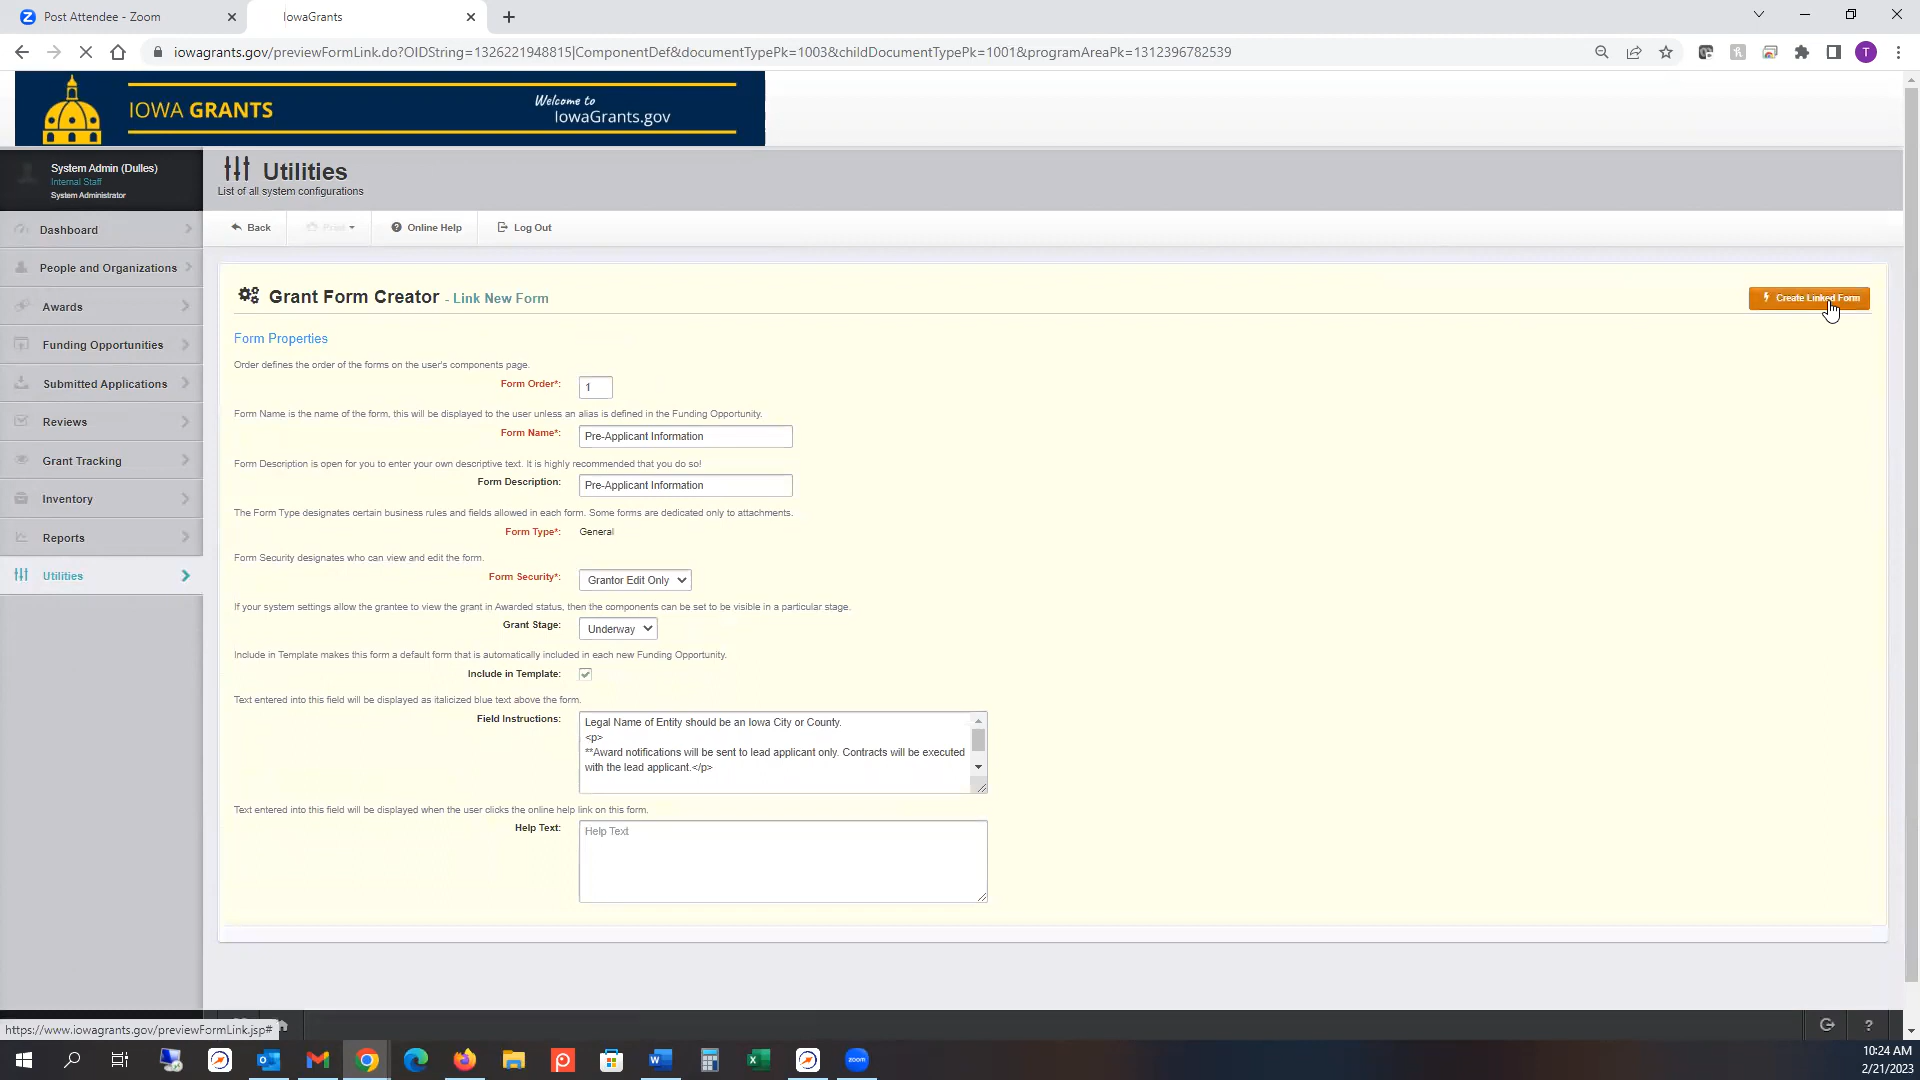 Post Attendee - Zoom
IowaGrants
iowagrants.gov/previewFormLink.do?OIDString=1326221948815|ComponentDef&documentTypePk=1003&childDocumentTypePk=1001&programAreaPk=1312396782539
T
IOWA GRANTS
Welcome to
IowaGrants.gov
System Admin (Dulles)
Internal Staff
System Administrator
Utilities
List of all system configurations
Back
Print
Online Help
Log Out
Dashboard
People and Organizations
Awards
Funding Opportunities
Submitted Applications
Reviews
Grant Tracking
Inventory
Reports
Utilities
Grant Form Creator - Link New Form
Create Linked Form
Form Properties
Order defines the order of the forms on the user's components page.
Form Order*: 1
Form Name is the name of the form, this will be displayed to the user unless an alias is defined in the Funding Opportunity.
Form Name*: Pre-Applicant Information
Form Description is open for you to enter your own descriptive text. It is highly recommended that you do so!
Form Description: Pre-Applicant Information
The Form Type designates certain business rules and fields allowed in each form. Some forms are dedicated only to attachments.
Form Type*: General
Form Security designates who can view and edit the form.
Form Security*: Grantor Edit Only
If your system settings allow the grantee to view the grant in Awarded status, then the components can be set to be visible in a particular stage.
Grant Stage: Underway
Include in Template makes this form a default form that is automatically included in each new Funding Opportunity.
Include in Template:
Text entered into this field will be displayed as italicized blue text above the form.
Field Instructions: Legal Name of Entity should be an Iowa City or County.
<p>
**Award notifications will be sent to lead applicant only. Contracts will be executed
with the lead applicant.</p>
Text entered into this field will be displayed when the user clicks the online help link on this form.
Help Text: Help Text
https://www.iowagrants.gov/previewFormLink.jsp#
?
zoom
10:24 AM
2/21/2023